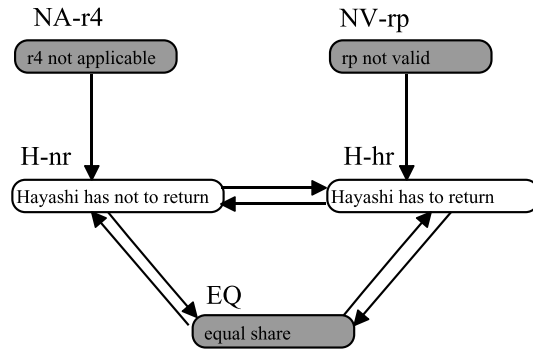 NA-r4
NV-rp
r4 not applicable
rp not valid
H-nr
H-hr
Hayashi has not to return
Hayashi has to return
EQ
equal share